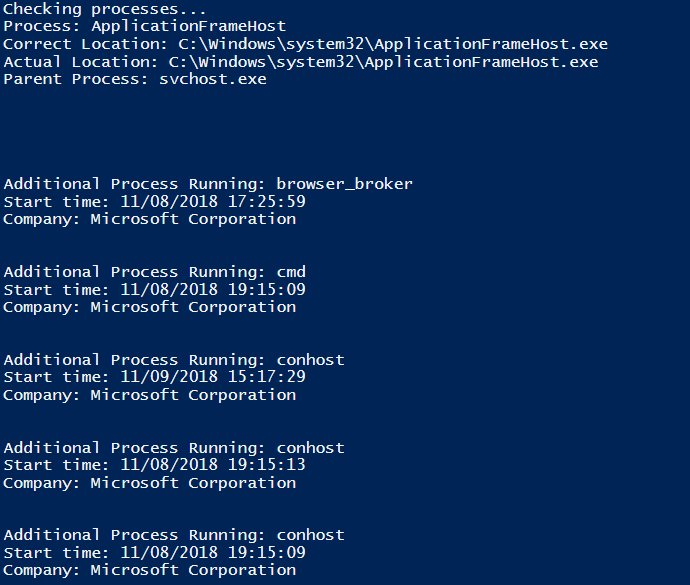 Checking processes...
Process: ApplicationFrameHost
Correct Location: C:\Windows\system32\ApplicationFrameHost.exe
Actual Location: C:\Windows\system32\ApplicationFrameHost.exe
Parent Process: svchost.exe
Additional Process Running: browser_broker
Start time: 11/08/2018 17:25:59
Company: Microsoft Corporation
Additional Process Running: cmd
Start time: 11/08/2018 19:15:09
Company: Microsoft Corporation
Additional Process Running: conhost
Start time: 11/09/2018 15:17:29
Company: Microsoft Corporation
Additional Process Running: conhost
Start time: 11/08/2018 19:15:13
Company: Microsoft Corporation
Additional Process Running: conhost
Start time: 11/08/2018 19:15:09
Company: Microsoft Corporation